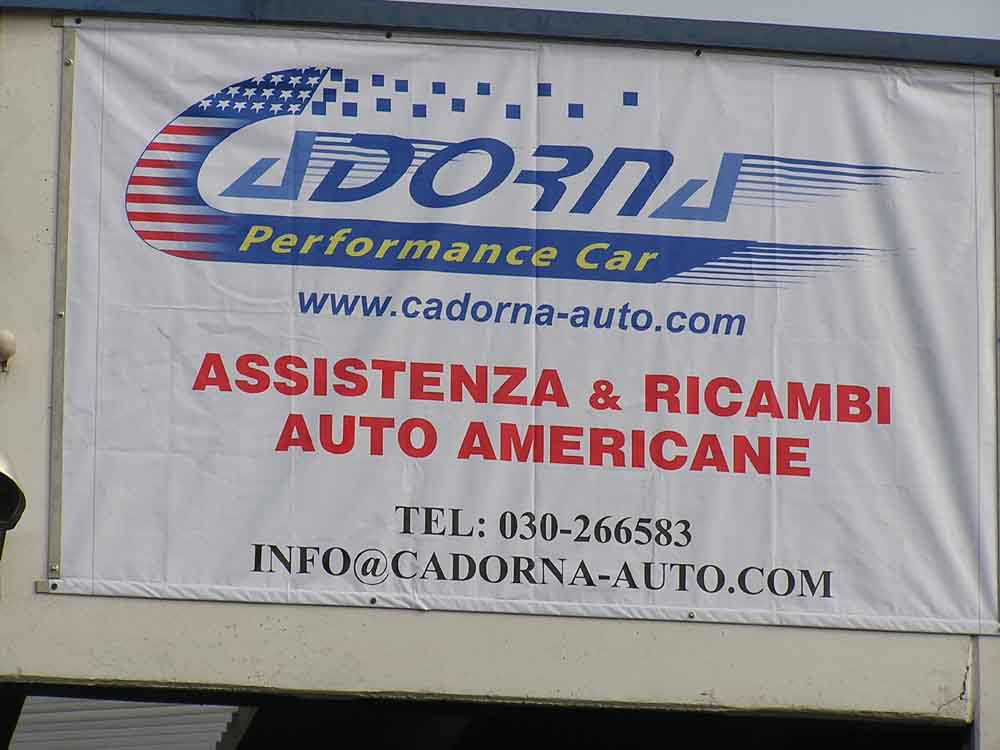 CADORNA
Performance Car
www.cadorna-auto.com
ASSISTENZA & RICAMBI
AUTO AMERICANE
TEL: 030-266583
INFO@CADORNA-AUTO.COM